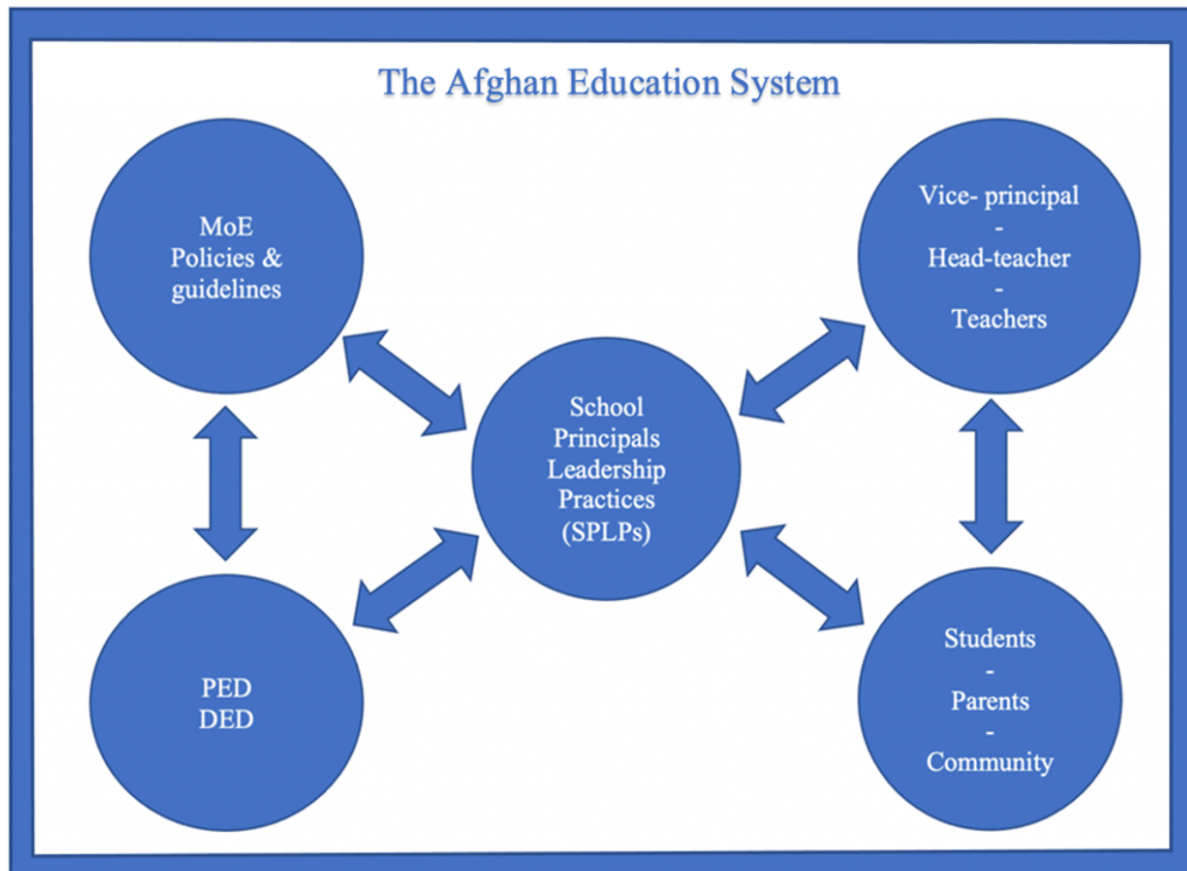 The Afghan Education System
MoE
Policies &
guidelines
Vice- principal
-
Head-teacher
-
Teachers
School
Principals
Leadership
Practices
(SPLPs)
PED
DED
Students
-
Parents
-
Community